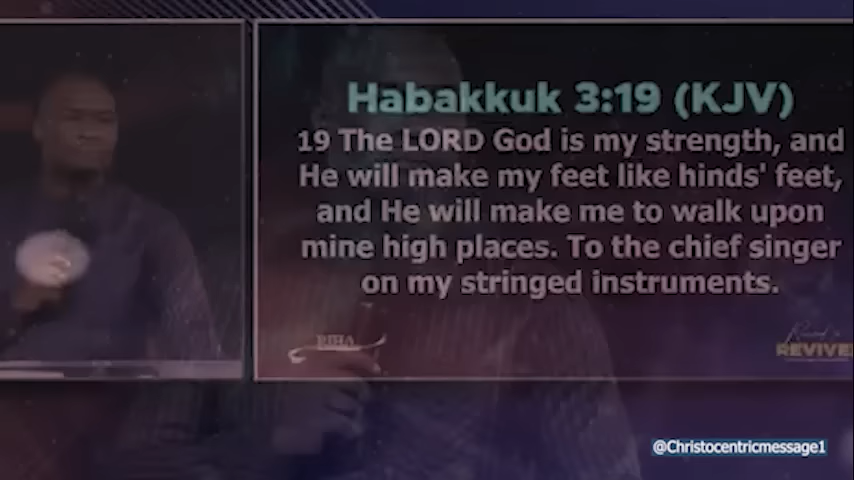 Habakkuk 3:19 (KJV)
19 The LORD God is my strength, and
He will make my feet like hinds' feet,
and He will make me to walk upon
mine high places. To the chief singer
on my stringed instruments.
REVIVE
@Christocentricmessage1